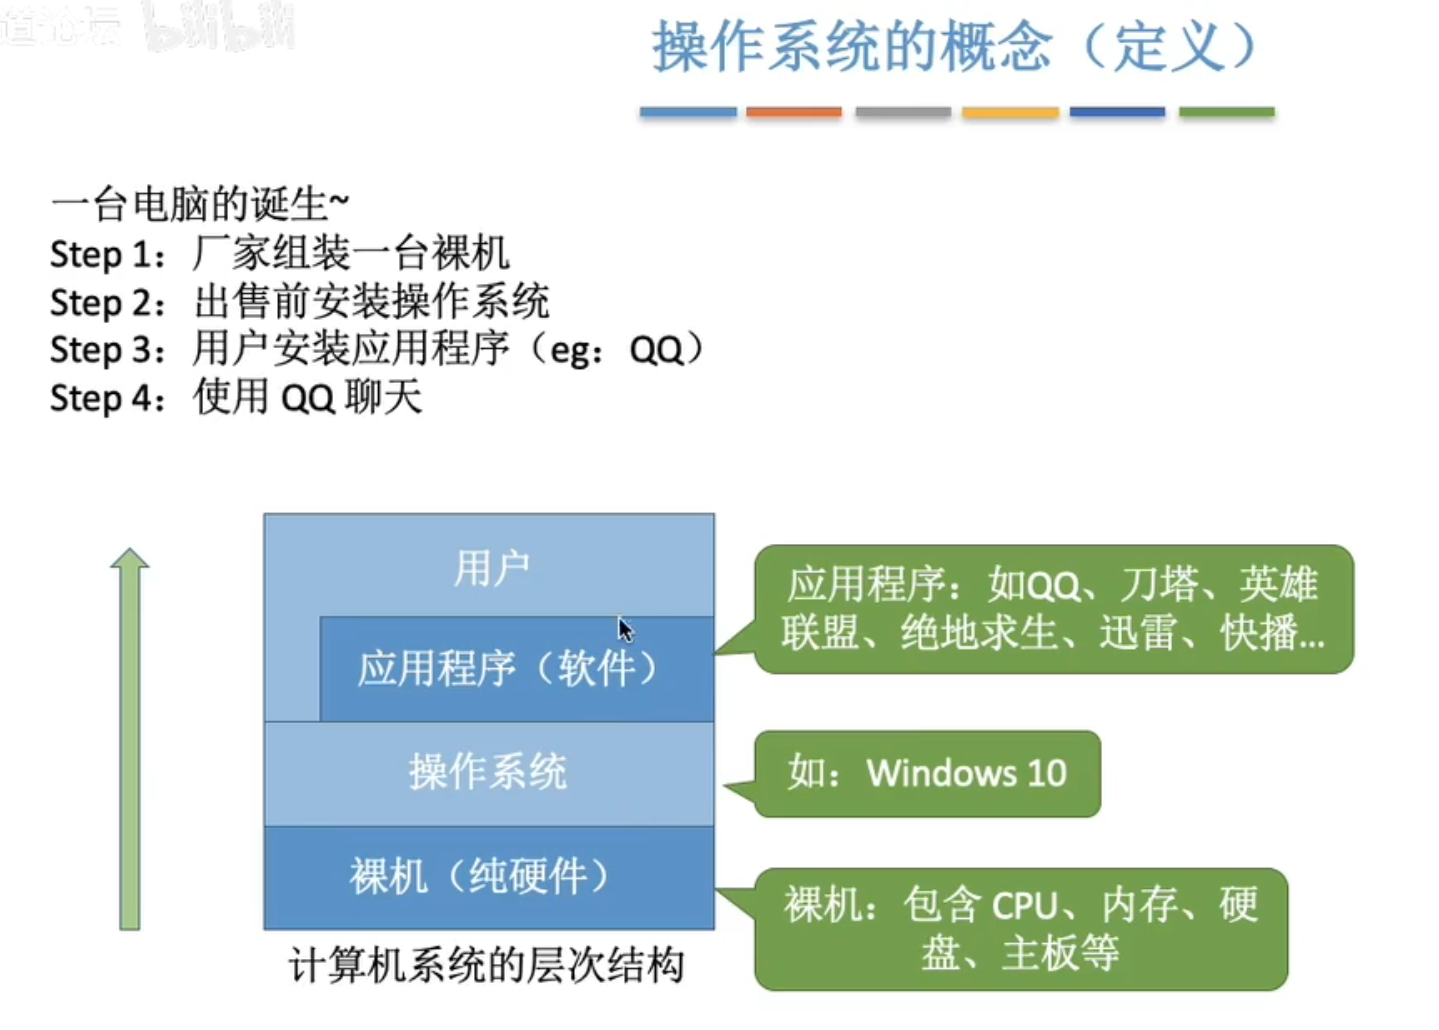 道论坛 bilibili
操作系统的概念（定义）
一台电脑的诞生~
Step 1：厂家组装一台裸机
Step 2：出售前安装操作系统
Step 3：用户安装应用程序（eg：QQ）
Step 4：使用 QQ 聊天
用户
应用程序（软件）
操作系统
裸机（纯硬件）
计算机系统的层次结构
应用程序：如QQ、刀塔、英雄
联盟、绝地求生、迅雷、快播...
如：Windows 10
裸机：包含 CPU、内存、硬
盘、主板等